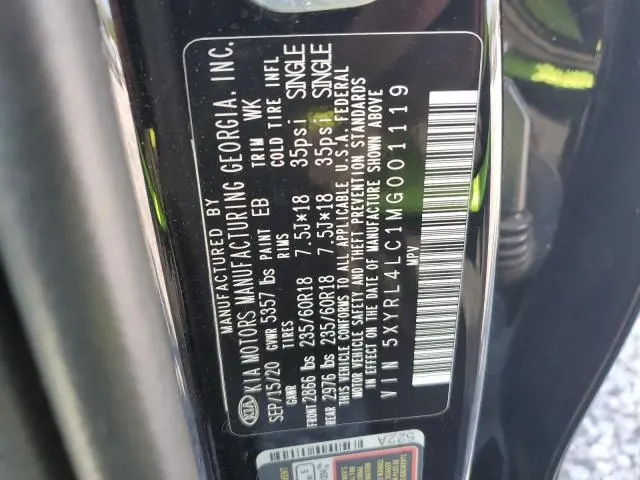 MANUFACTURED BY
KIA KIA MOTORS MANUFACTURING GEORGIA, INC.
SEP/15/20 PAINT EB TRIM WK
GVWR 5357 lbs
GAWR TIRES RIMS COLD TIRE INFL
FRONT 2866 lbs 235/60R18 7.5J×18 35psi SINGLE
REAR 2976 lbs 235/60R18 7.5J×18 35psi SINGLE
THIS VEHICLE CONFORMS TO ALL APPLICABLE U.S.A. FEDERAL
MOTOR VEHICLE SAFETY AND THEFT PREVENTION STANDARDS
IN EFFECT ON THE DATE OF MANUFACTURE SHOWN ABOVE
VIN 5XYRL4LC1MG001119
MPV
522A